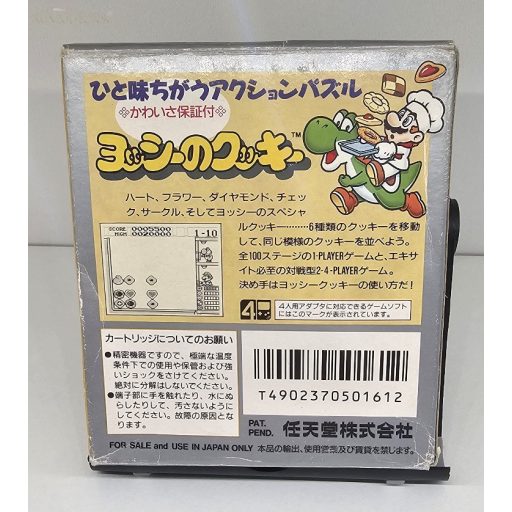 ひと味ちがうアクションパズル
かわいさ保証付
ヨッシーのクッキー™
ハート、フラワー、ダイヤモンド、チェッ
ク、サークル、そしてヨッシーのスペシャ
ルクッキー………6種類のクッキーを移動
して、同じ模様のクッキーを並べよう。
全100ステージの1-PLAYERゲームと、エキサ
イト必至の対戦型2-4-PLAYERゲーム。
決め手はヨッシークッキーの使い方だ！
SCORE
HIGH
1-10
4
4人用アダプタに対応できるゲームソフト
にはこのマークが表示されています。
カートリッジについてのお願い
●精密機器ですので、極端な温度
条件下での使用や保管および強
いショックをさけてください。
絶対に分解はしないでください。
●端子部に手を触れたり、水にぬ
らしたりして、汚さないように
してください。故障の原因とな
ります。
T4902370501612
PAT.
PEND.
任天堂株式会社
FOR SALE and USE IN JAPAN ONLY
本品の輸出、使用営業及び賃貸を禁じます。